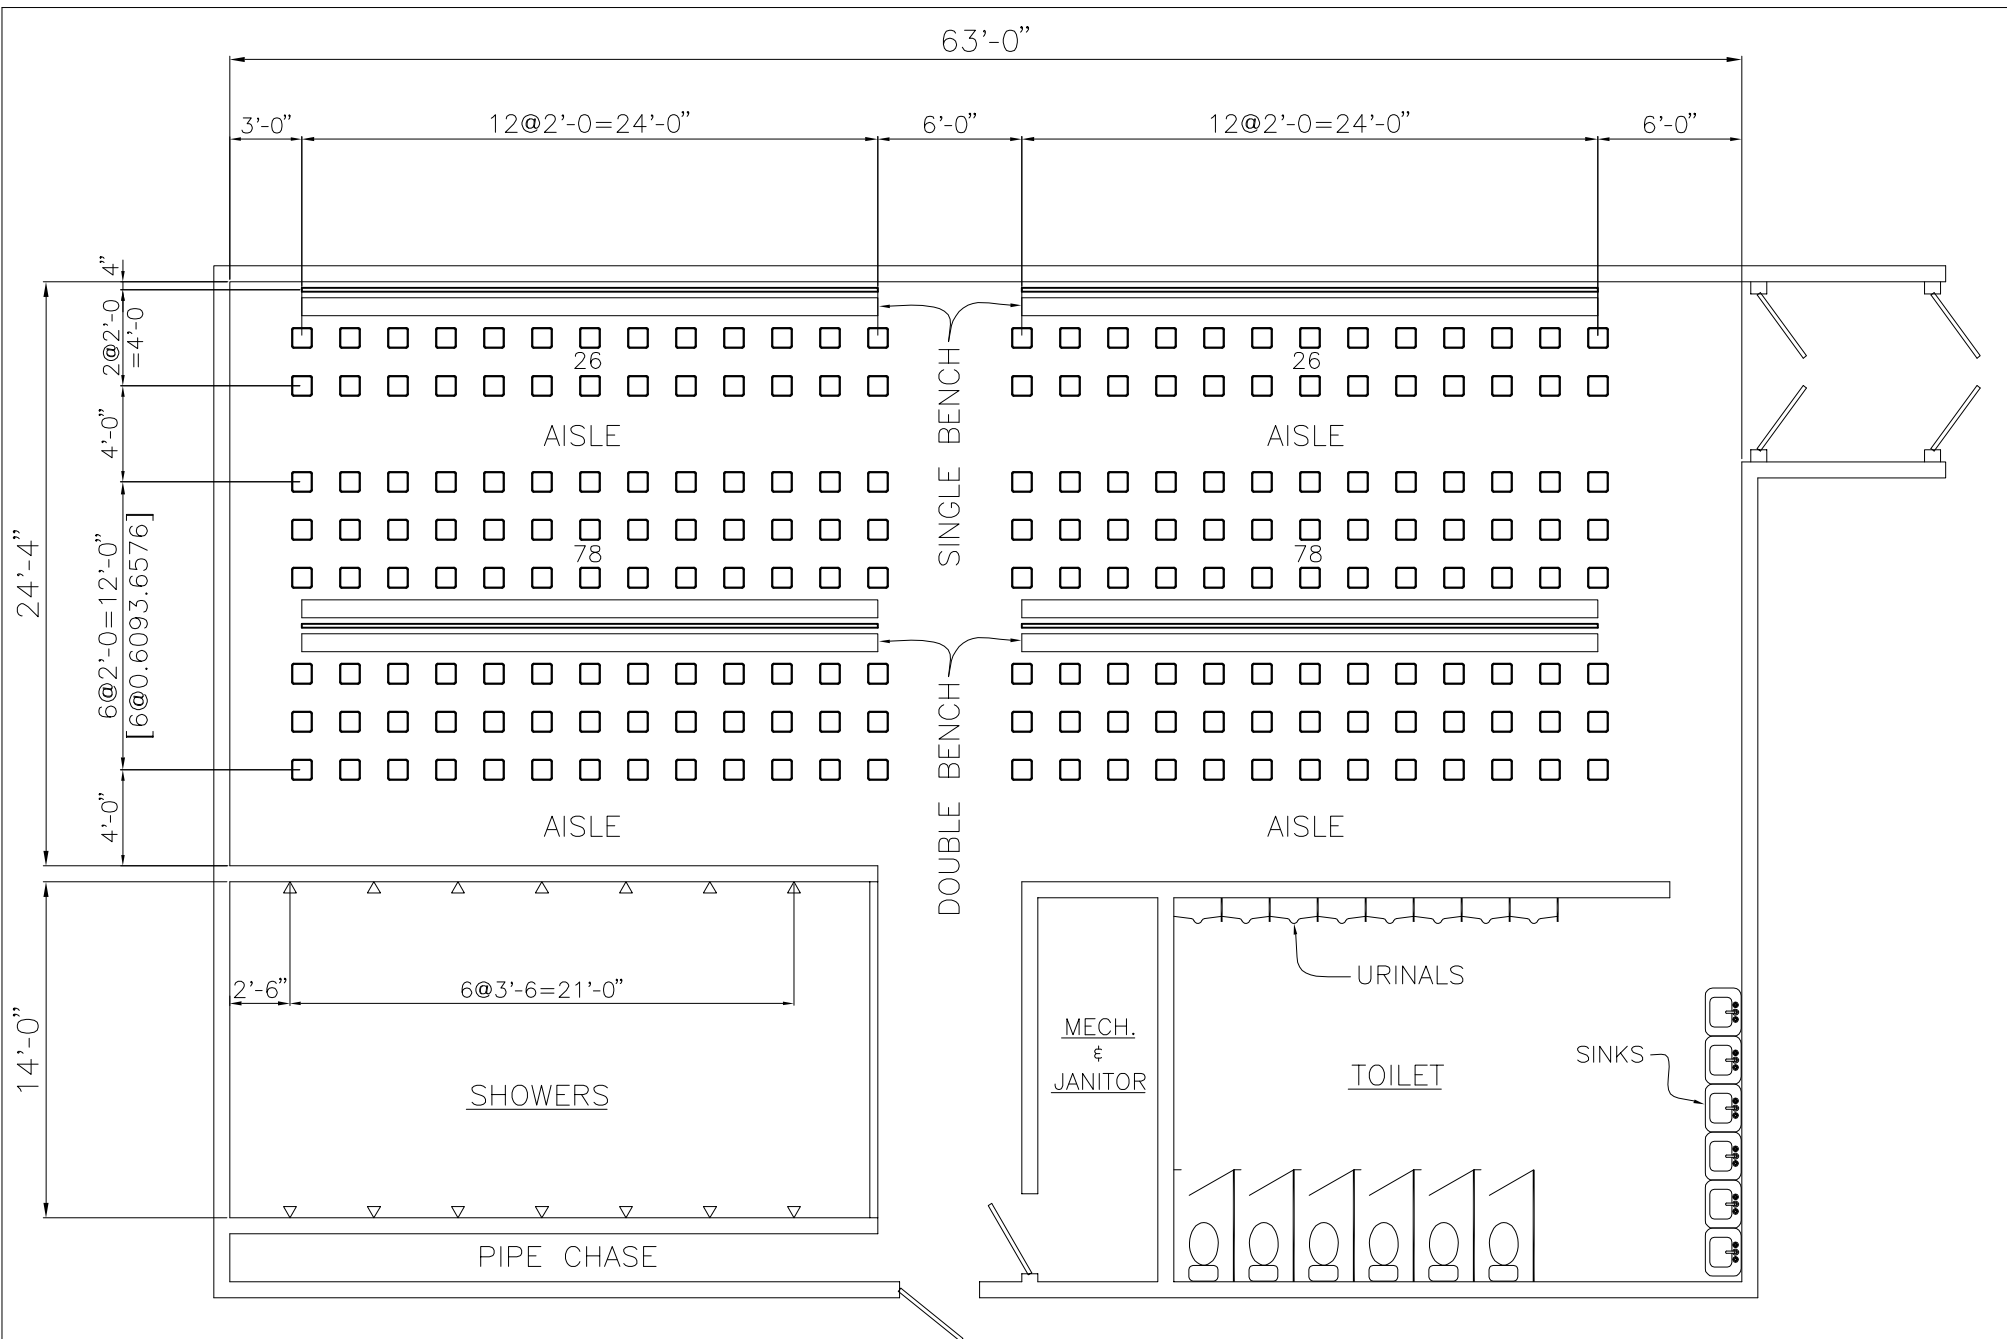 63'-0"
3'-0"
12@2'-0=24'-0"
6'-0"
12@2'-0=24'-0"
6'-0"
4"
2@2'-0
=4'-0
4'-0"
24'-4"
6@2'-0=12'-0"
[6@0.6093.6576]
4'-0"
26
26
AISLE
AISLE
SINGLE BENCH
78
78
DOUBLE BENCH
AISLE
AISLE
14'-0"
2'-6"
6@3'-6=21'-0"
SHOWERS
PIPE CHASE
MECH.
&
JANITOR
URINALS
TOILET
SINKS